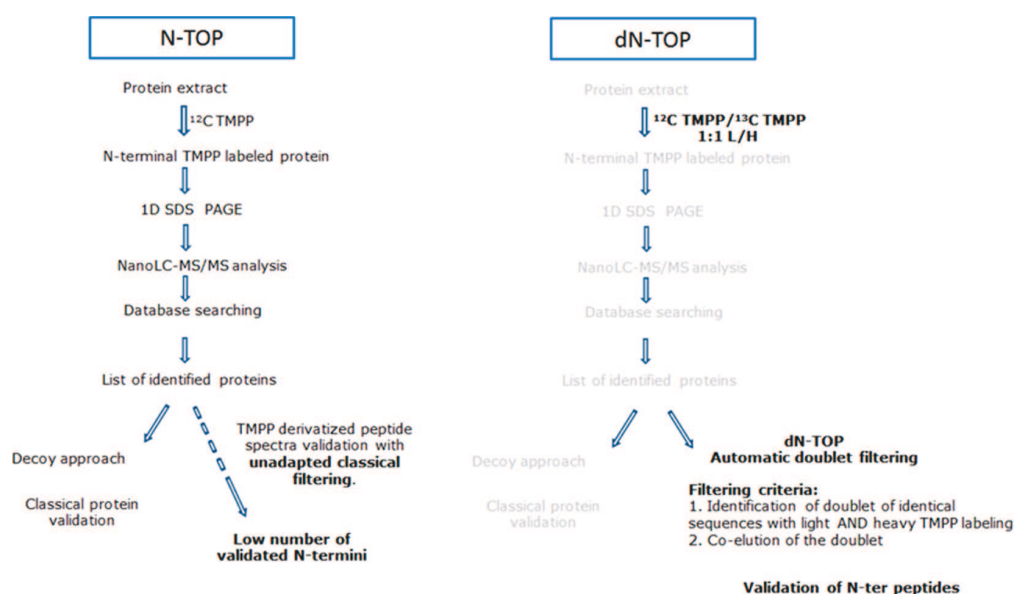 N-TOP
Protein extract
¹²C TMPP
N-terminal TMPP labeled protein
1D SDS PAGE
NanoLC-MS/MS analysis
Database searching
List of identified proteins
TMPP derivatized peptide
spectra validation with
unadapted classical
filtering.
Decoy approach
Classical protein
validation
Low number of
validated N-termini
dN-TOP
Protein extract
¹²C TMPP/¹³C TMPP
1:1 L/H
N-terminal TMPP labeled protein
1D SDS PAGE
NanoLC-MS/MS analysis
Database searching
List of identified proteins
dN-TOP
Automatic doublet filtering
Decoy approach
Classical protein
validation
Filtering criteria:
1. Identification of doublet of identical
sequences with light AND heavy TMPP labeling
2. Co-elution of the doublet
Validation of N-ter peptides